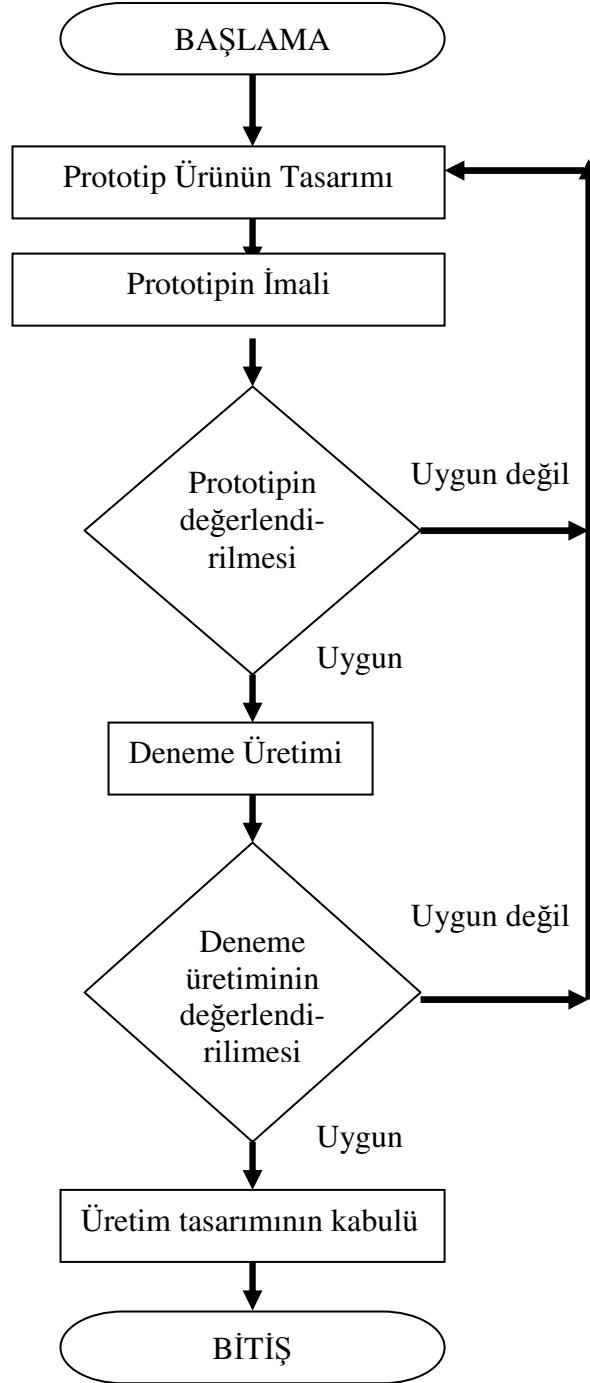 BAŞLAMA
Prototip Ürünün Tasarımı
Prototipin İmali
Prototipin
değerlendi-
rilmesi
Uygun değil
Uygun
Deneme Üretimi
Deneme
üretiminin
değerlendi-
rilimesi
Uygun değil
Uygun
Üretim tasarımının kabulü
BİTİŞ